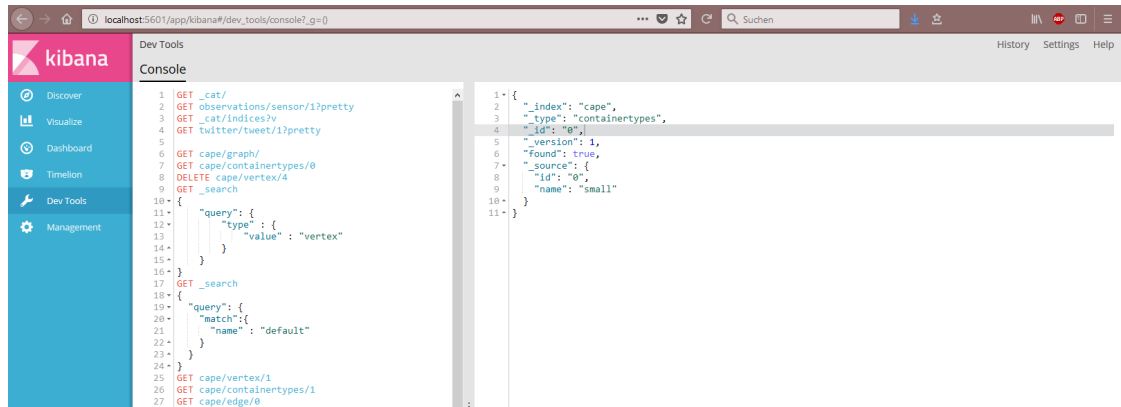 localhost:5601/app/kibana#/dev_tools/console?_g=()
Suchen
ABP
kibana
Discover
Visualize
Dashboard
Timelion
Dev Tools
Management
Dev Tools
History Settings Help
Console
1 GET _cat/
2 GET observations/sensor/1?pretty
3 GET _cat/indices?v
4 GET twitter/tweet/1?pretty
5
6 GET cape/graph/
7 GET cape/containertypes/0
8 DELETE cape/vertex/4
9 GET _search
10 {
11 "query": {
12 "type" : {
13 "value" : "vertex"
14 }
15 }
16 }
17 GET _search
18 {
19 "query": {
20 "match":{
21 "name" : "default"
22 }
23 }
24 }
25 GET cape/vertex/1
26 GET cape/containertypes/1
27 GET cape/edge/0
1 {
2 "_index": "cape",
3 "_type": "containertypes",
4 "_id": "0",
5 "_version": 1,
6 "found": true,
7 "_source": {
8 "id": "0",
9 "name": "small"
10 }
11 }